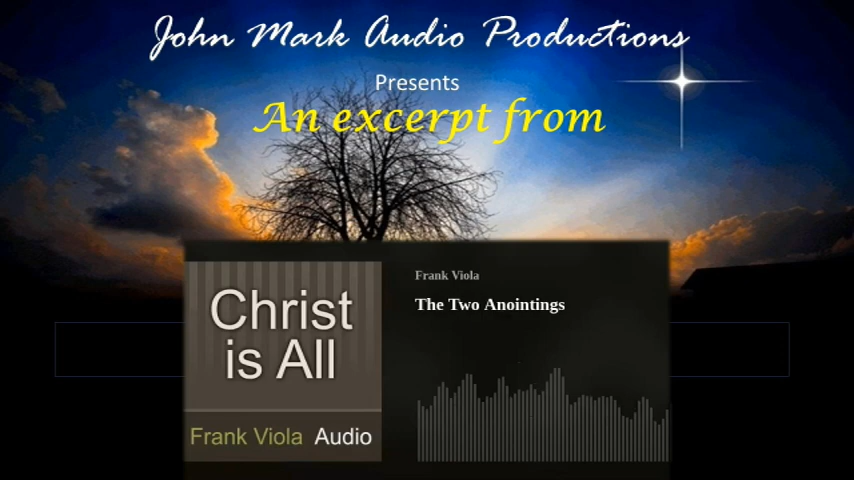 John Mark Audio Productions
Presents
An excerpt from
Christ
is All
Frank Viola Audio
Frank Viola
The Two Anointings